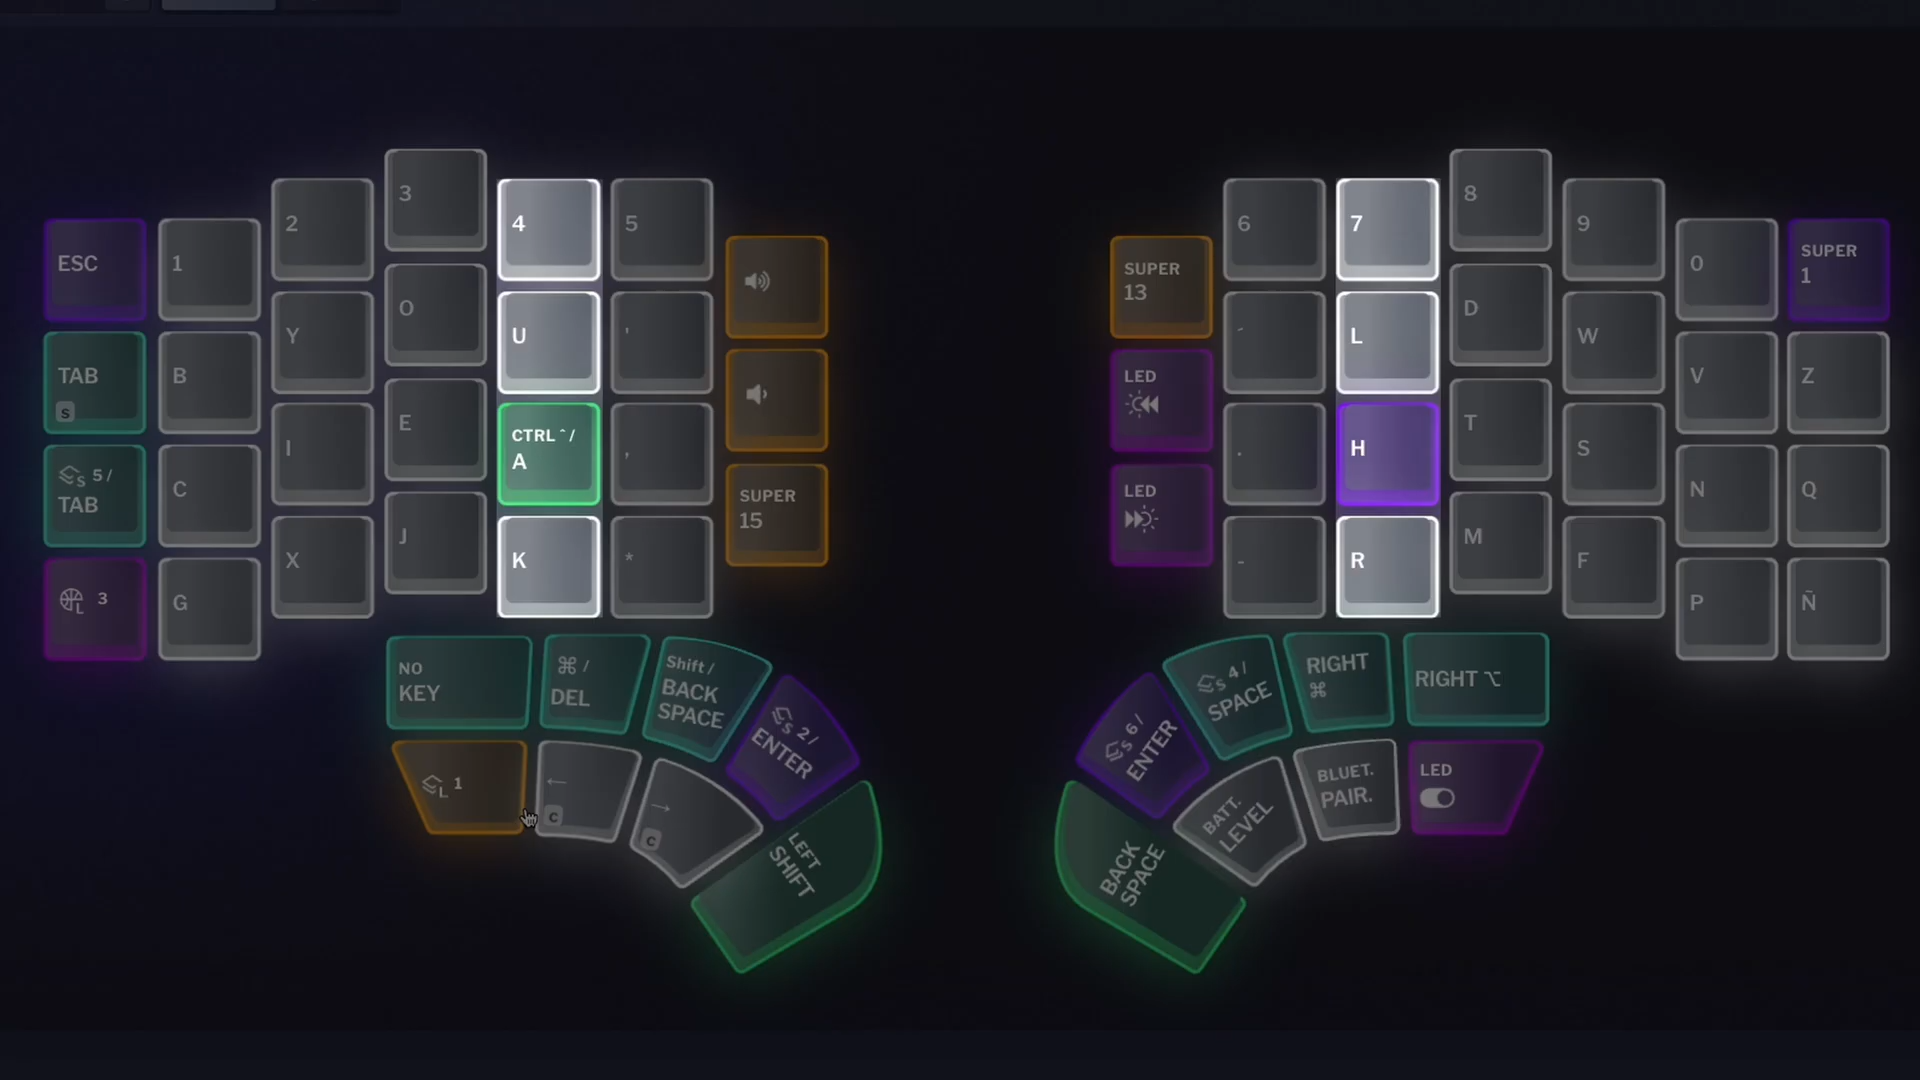 3
8
2
4
5
6
7
9
ESC
1
SUPER
13
0
SUPER
1
O
D
Y
U
'
LED
´
L
W
TAB
S
B
V
Z
E
T
I
CTRL ^ /
A
,
.
H
S
S 5 /
TAB
C
SUPER
15
LED
N
Q
J
M
X
K
*
-
R
F
L 3
G
P
Ñ
NO
KEY
⌘ /
DEL
Shift /
BACK
SPACE
S 2 /
ENTER
S 6 /
ENTER
S 4 /
SPACE
RIGHT
⌘
RIGHT ⌥
L 1
←
C
→
C
LEFT
SHIFT
BACK
SPACE
BATT.
LEVEL
BLUET.
PAIR.
LED